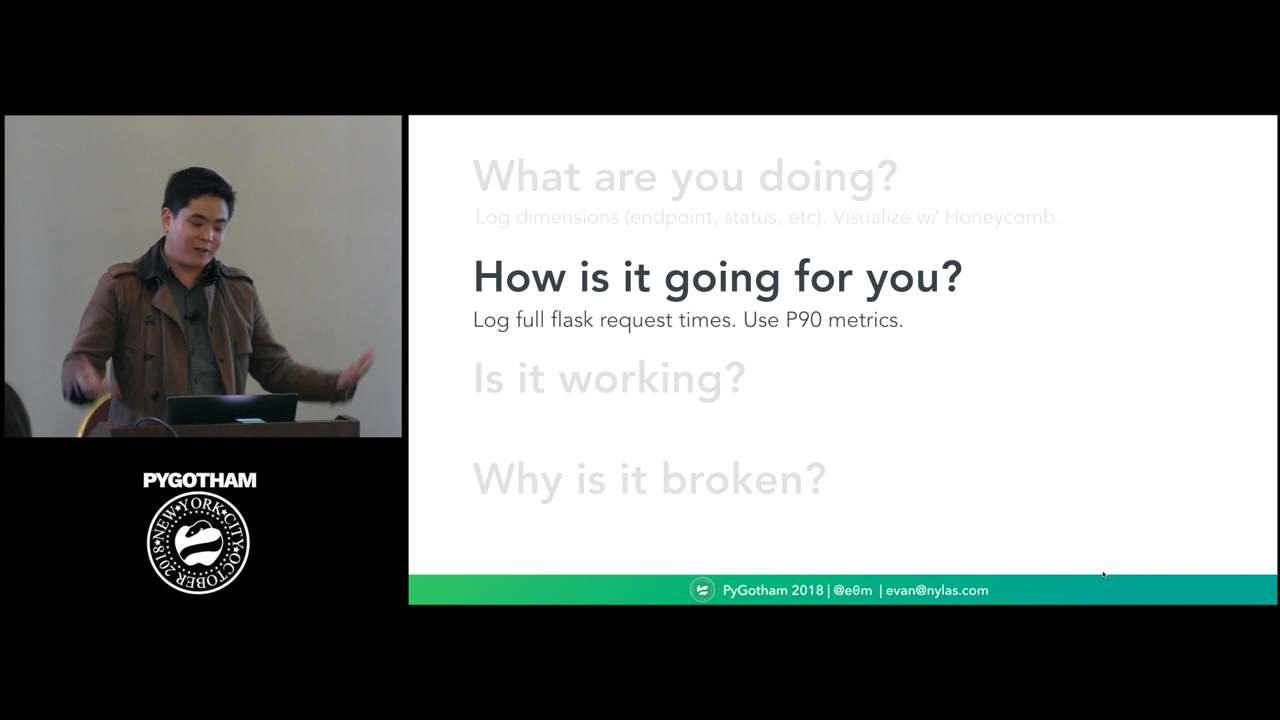 What are you doing?
Log dimensions (endpoint, status, etc). Visualize w/ Honeycomb.
How is it going for you?
Log full flask request times. Use P90 metrics.
Is it working?
Why is it broken?
PyGotham 2018 | @e0m | evan@nylas.com
PYGOTHAM
NEW YORK CITY OCTOBER 2018